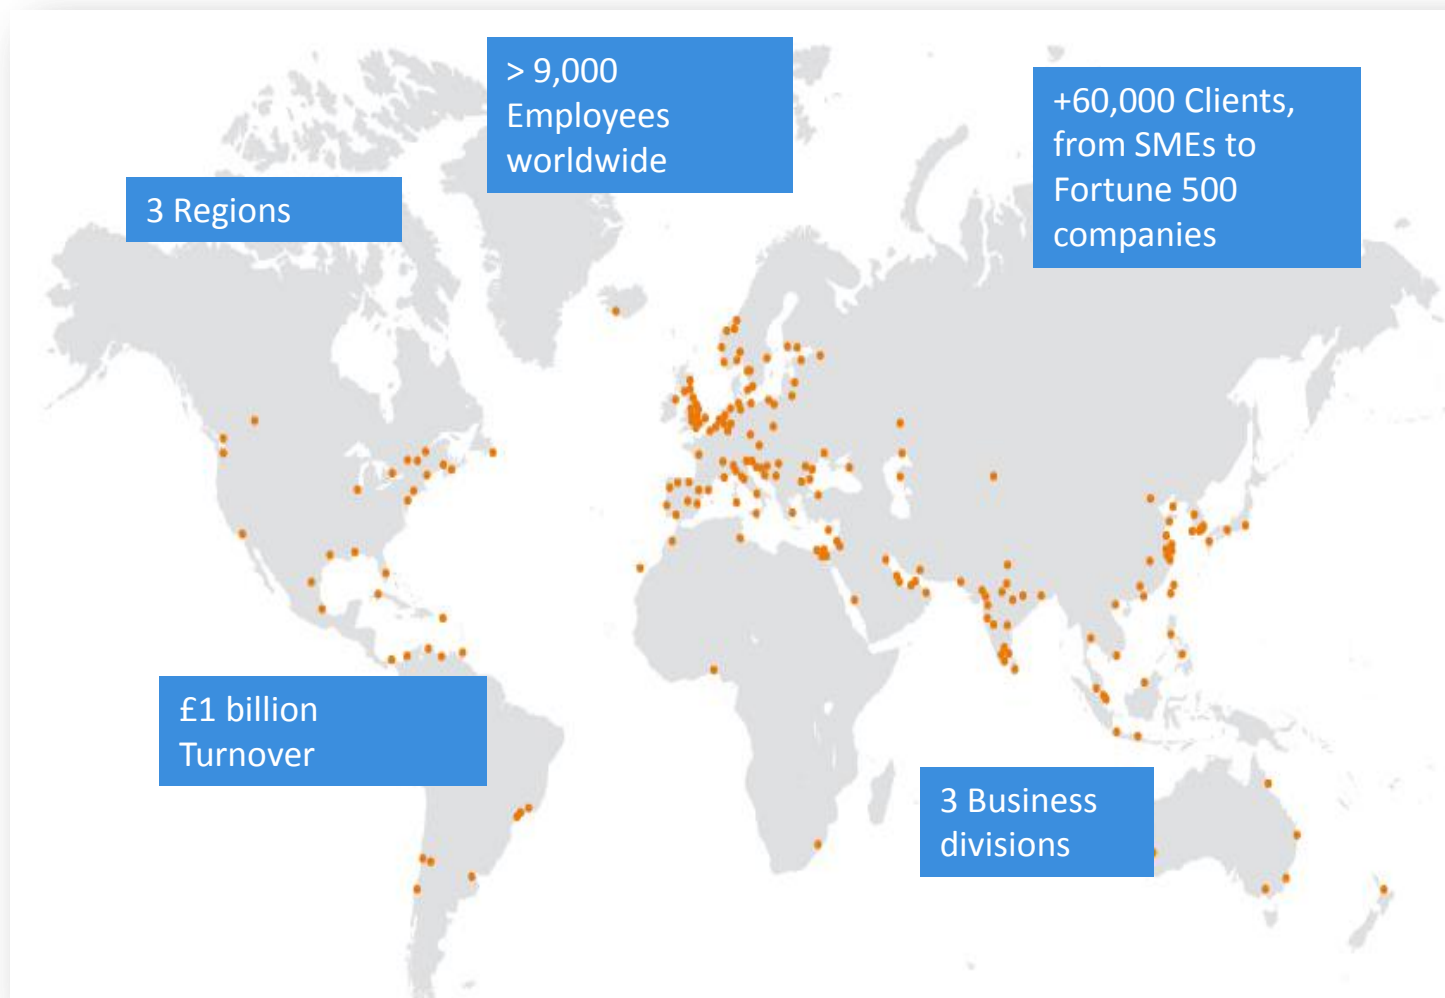 > 9,000
Employees
worldwide
+60,000 Clients,
from SMEs to
Fortune 500
companies
3 Regions
£1 billion
Turnover
3 Business
divisions